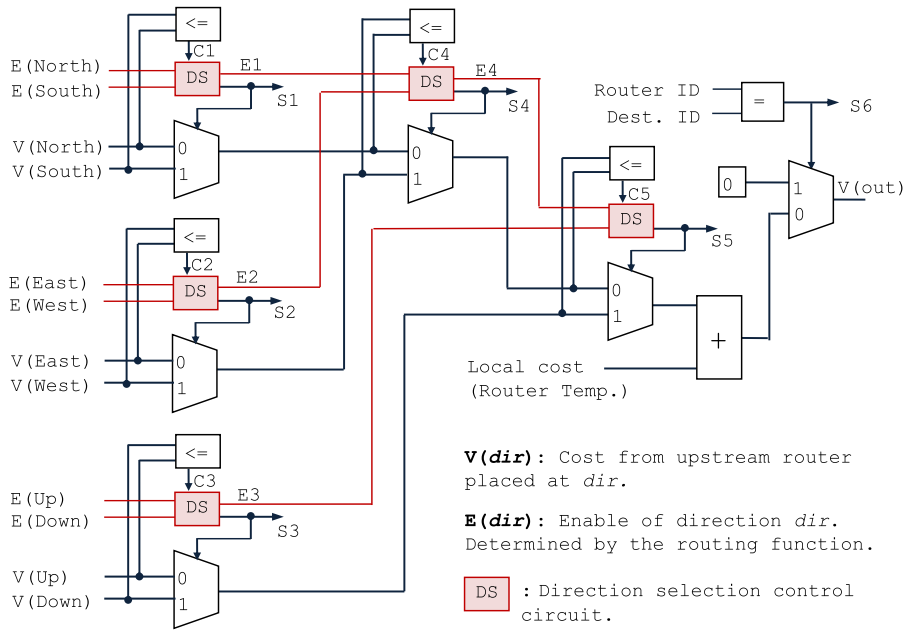 <=
<=
C1
C4
E(North)
E(South)
DS
E1
DS
E4
S1
S4
V(North)
V(South)
0
1
0
1
Router ID
Dest. ID
=
S6
<=
C5
0
1
0
V(out)
DS
S5
<=
C2
E(East)
E(West)
DS
E2
S2
0
1
V(East)
V(West)
0
1
+
Local cost
(Router Temp.)
<=
C3
E(Up)
E(Down)
DS
E3
S3
V(Up)
V(Down)
0
1
V(dir): Cost from upstream router
placed at dir.
E(dir): Enable of direction dir.
Determined by the routing function.
DS : Direction selection control
circuit.